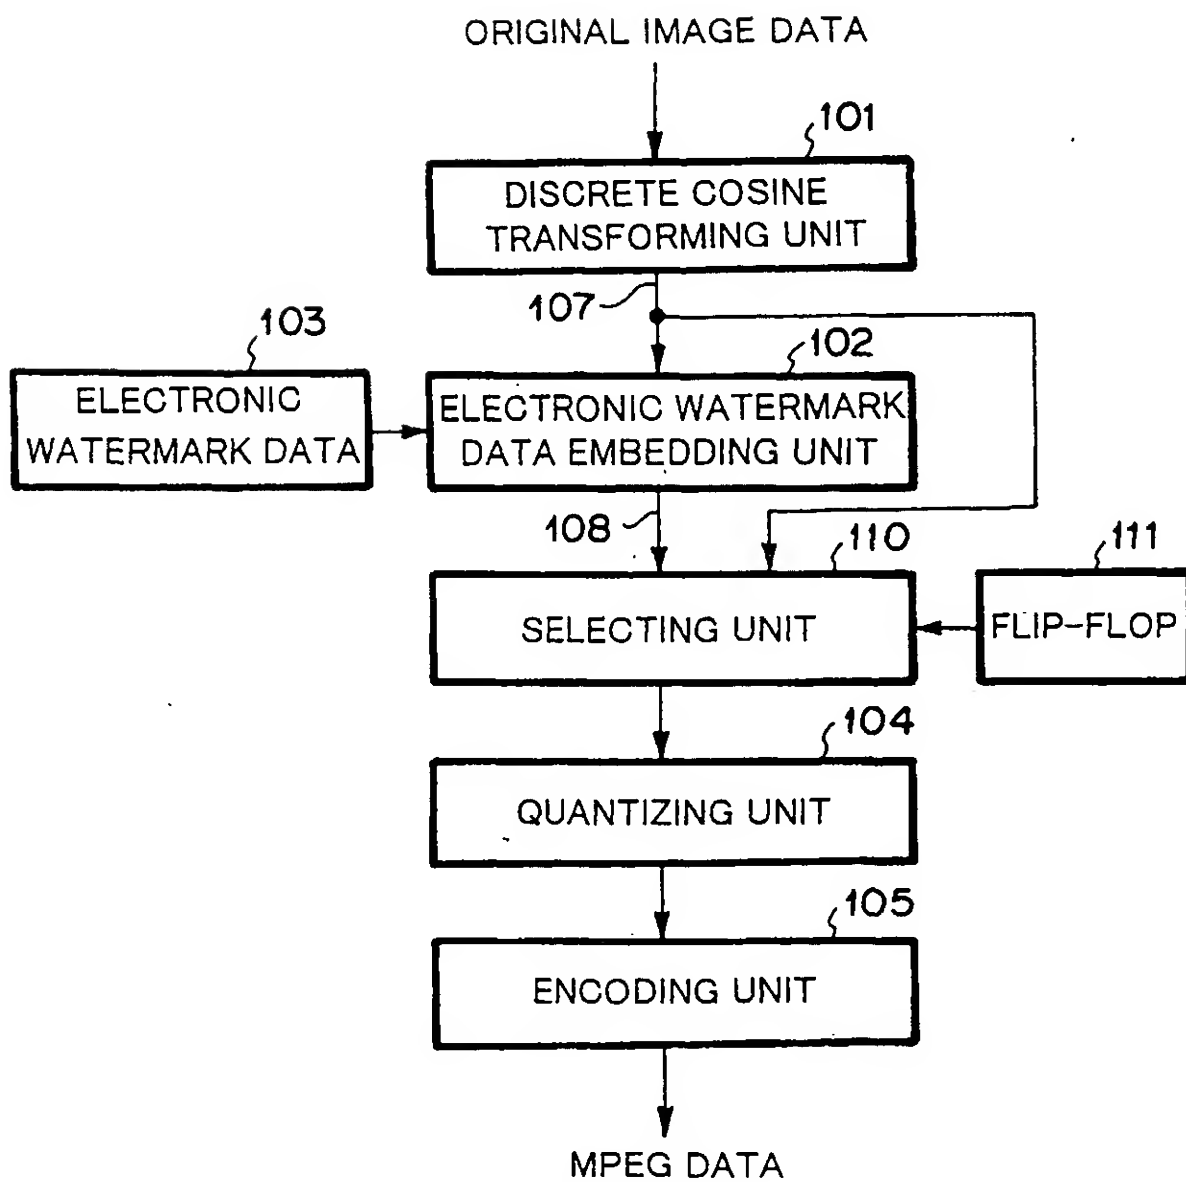 ORIGINAL IMAGE DATA
101
DISCRETE COSINE
TRANSFORMING UNIT
107
103
102
ELECTRONIC
WATERMARK DATA
ELECTRONIC WATERMARK
DATA EMBEDDING UNIT
108
110
111
SELECTING UNIT
FLIP-FLOP
104
QUANTIZING UNIT
105
ENCODING UNIT
MPEG DATA